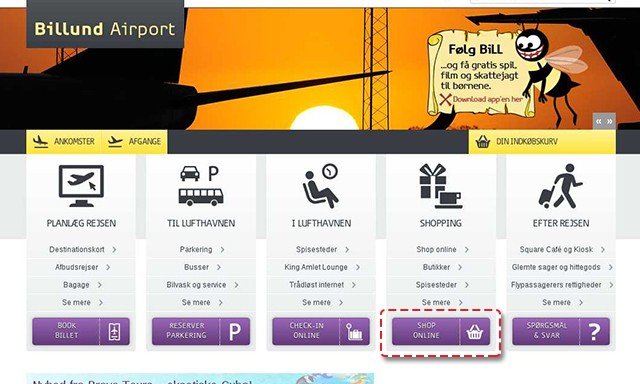 Billund Airport
Følg BiLL
...og få gratis spil,
film og skattejagt
til børnene.
Download app'en her
« »
ANKOMSTER AFGANGE DIN INDKØBSKURV
PLANLÆG REJSEN
Destinationskort
Afbudsrejser
Bagage
Se mere
BOOK
BILLET
TIL LUFTHAVNEN
Parkering
Busser
Bilvask og service
Se mere
RESERVER
PARKERING
P
I LUFTHAVNEN
Spisesteder
King Amlet Lounge
Trådløst internet
Se mere
CHECK-IN
ONLINE
SHOPPING
Shop online
Butikker
Spisesteder
Se mere
SHOP
ONLINE
EFTER REJSEN
Square Café og Kiosk
Glemte sager og hittegods
Flypassagerers rettigheder
Se mere
SPØRGSMÅL
& SVAR
?